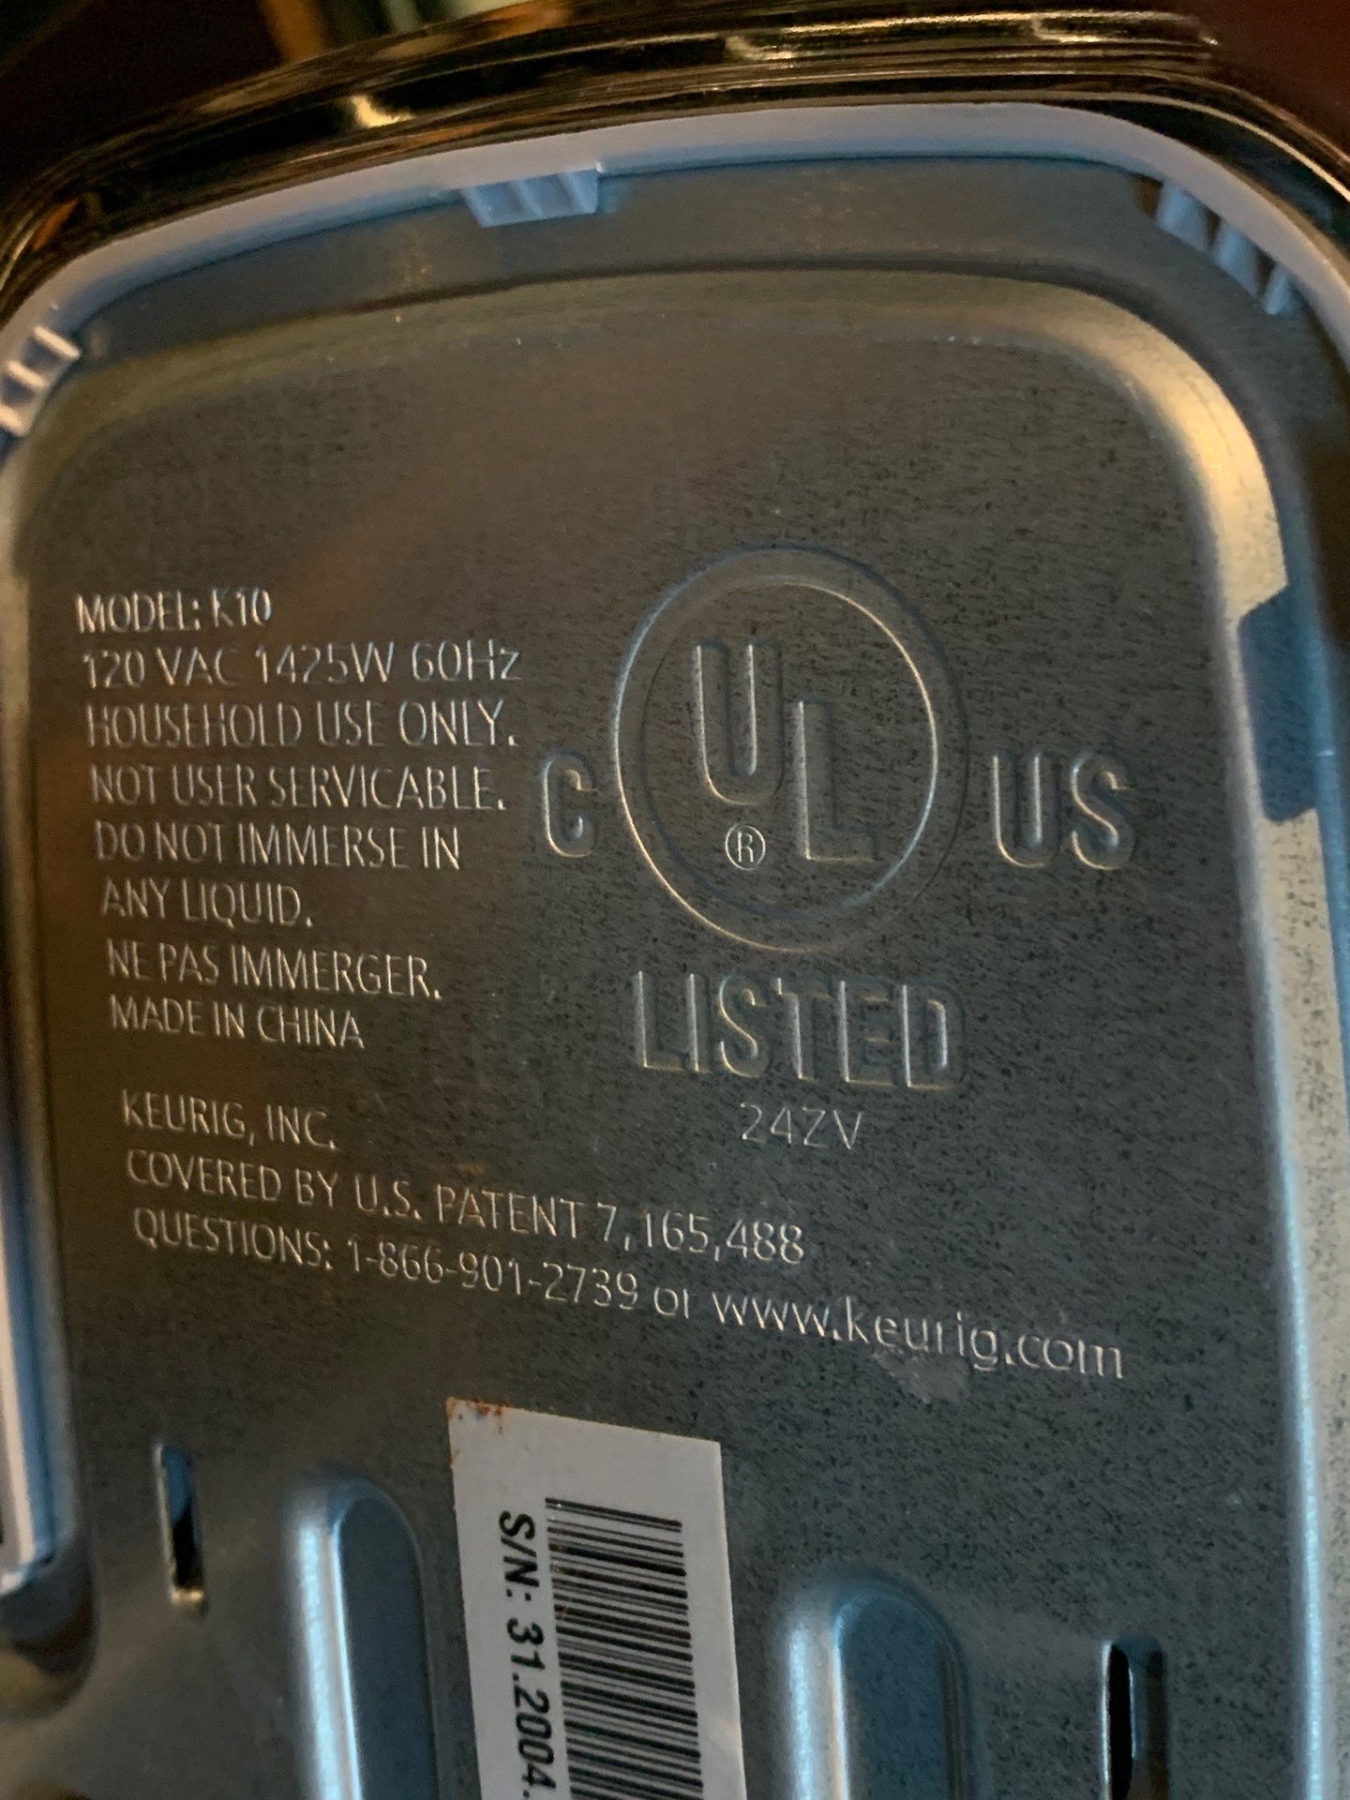 MODEL: K10
120 VAC 1425W 60Hz
HOUSEHOLD USE ONLY.
NOT USER SERVICABLE.
DO NOT IMMERSE IN
ANY LIQUID.
NE PAS IMMERGER.
MADE IN CHINA
C UL® US
LISTED
24ZV
KEURIG, INC.
COVERED BY U.S. PATENT 7,165,488
QUESTIONS: 1-866-901-2739 or www.keurig.com
S/N: 31.2004.